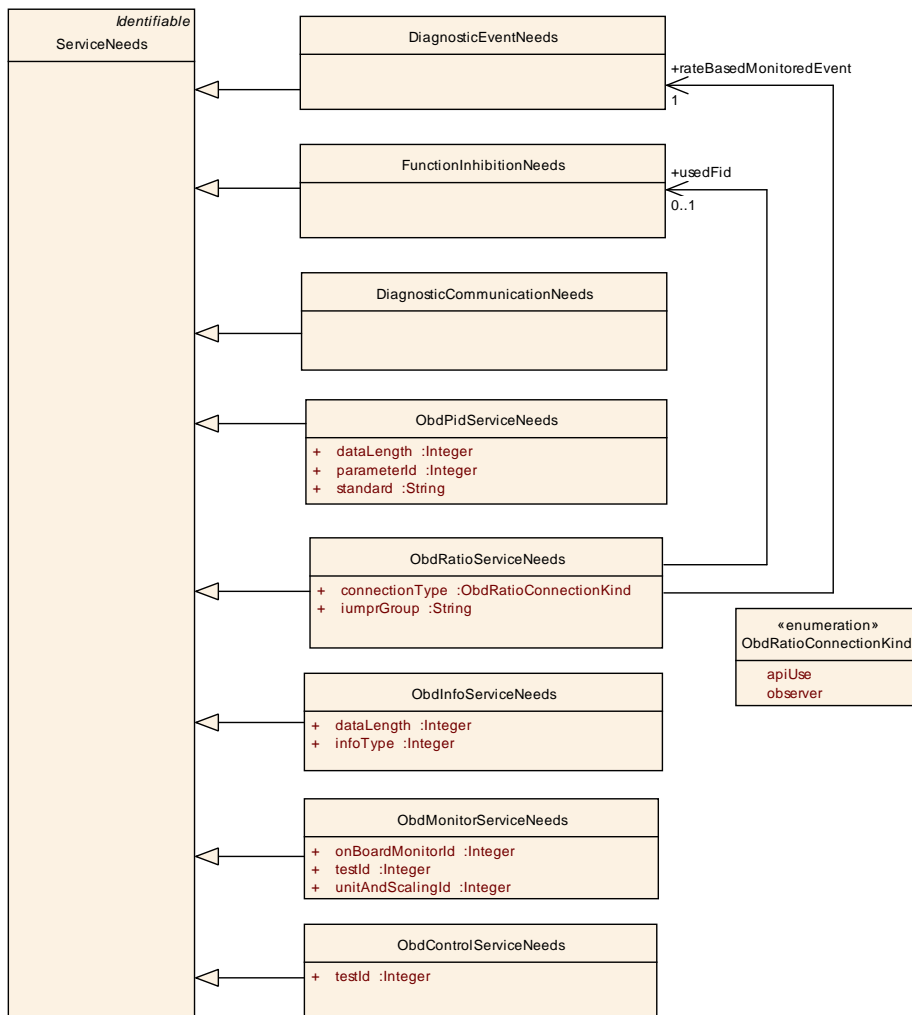 Identifiable
ServiceNeeds
DiagnosticEventNeeds
+rateBasedMonitoredEvent
1
FunctionInhibitionNeeds
+usedFid
0..1
DiagnosticCommunicationNeeds
ObdPidServiceNeeds
+ dataLength :Integer
+ parameterId :Integer
+ standard :String
ObdRatioServiceNeeds
+ connectionType :ObdRatioConnectionKind
+ iumprGroup :String
«enumeration»
ObdRatioConnectionKind
apiUse
observer
ObdInfoServiceNeeds
+ dataLength :Integer
+ infoType :Integer
ObdMonitorServiceNeeds
+ onBoardMonitorId :Integer
+ testId :Integer
+ unitAndScalingId :Integer
ObdControlServiceNeeds
+ testId :Integer